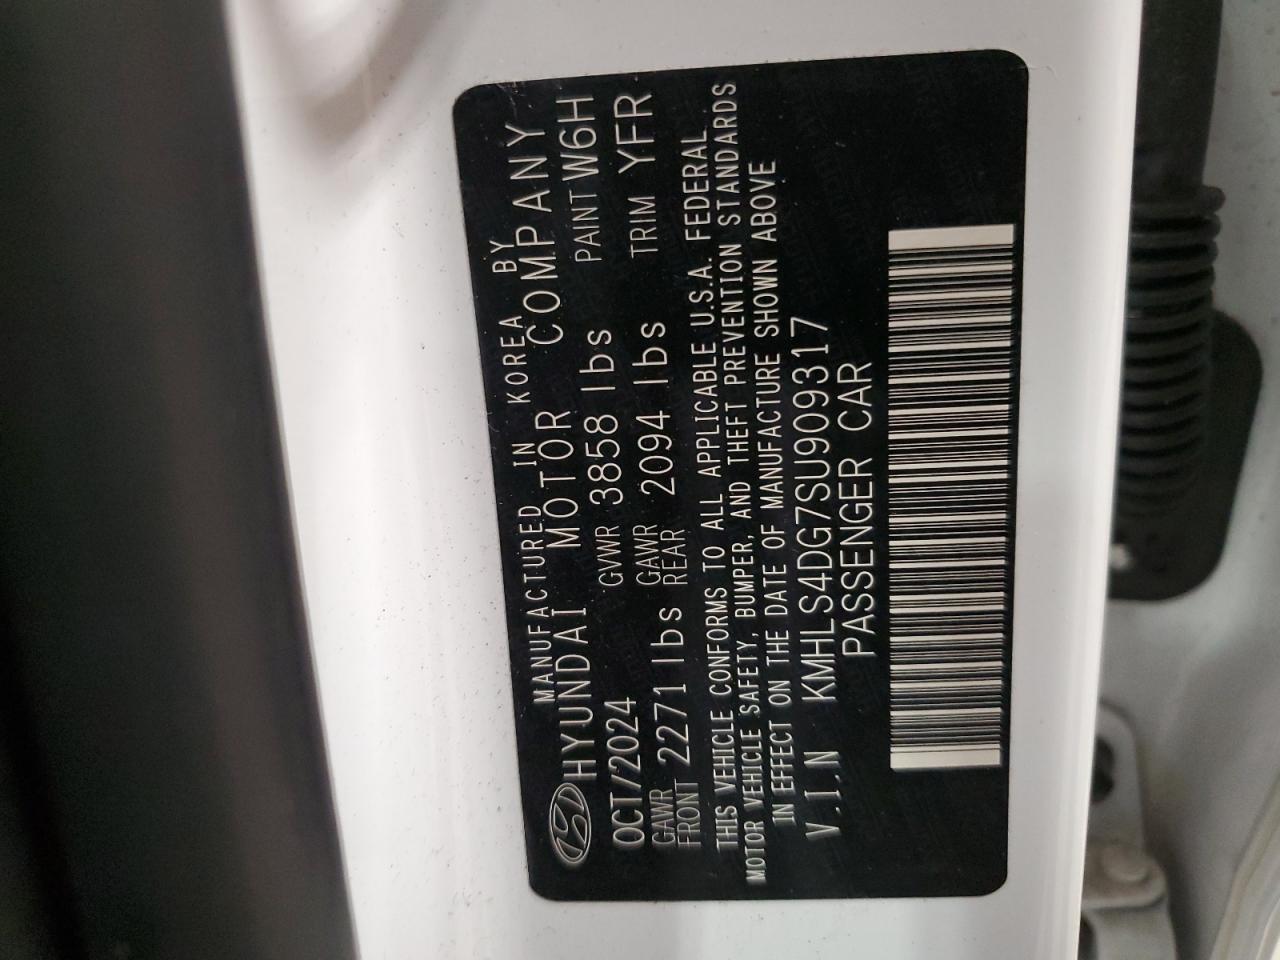 MANUFACTURED IN KOREA BY
HYUNDAI MOTOR COMPANY
OCT/2024 GVWR 3858 lbs PAINT W6H
GAWR FRONT 2271 lbs GAWR REAR 2094 lbs TRIM YFR
THIS VEHICLE CONFORMS TO ALL APPLICABLE U.S.A. FEDERAL
MOTOR VEHICLE SAFETY, BUMPER, AND THEFT PREVENTION STANDARDS
IN EFFECT ON THE DATE OF MANUFACTURE SHOWN ABOVE
V.I.N KMHLS4DG7SU909317
PASSENGER CAR